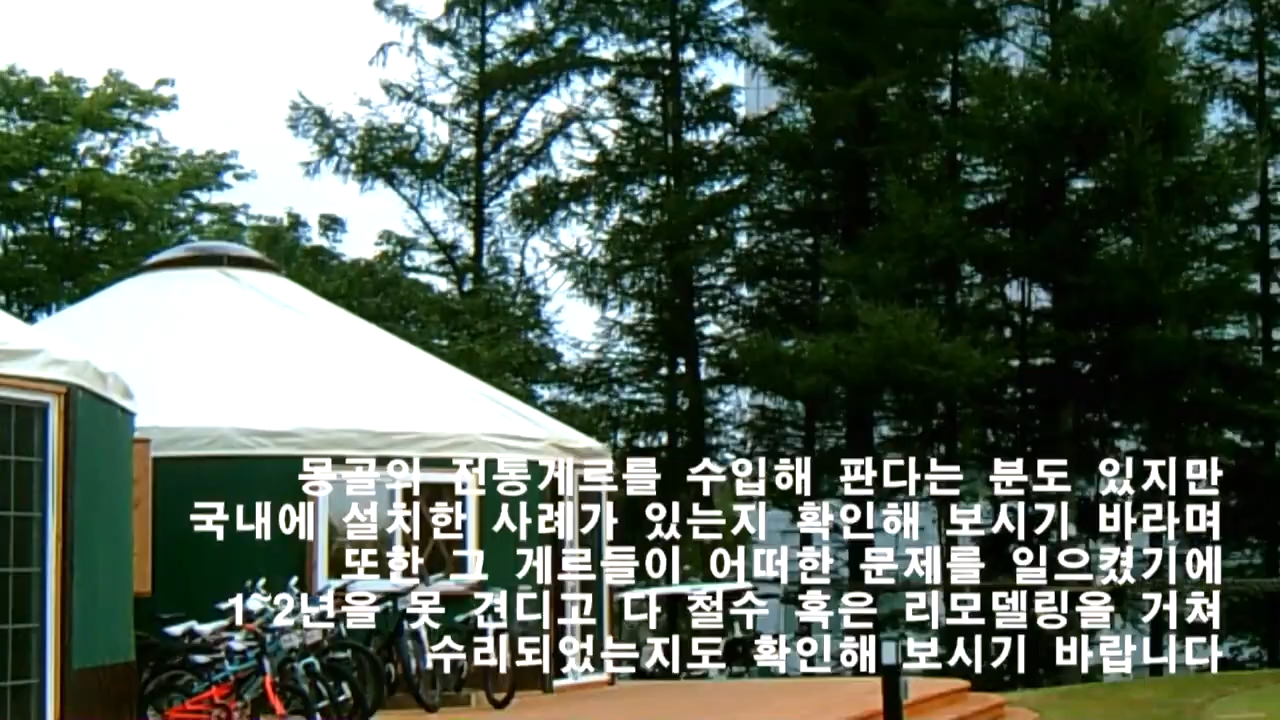 몽골의 전통게르를 수입해 판다는 분도 있지만
국내에 설치한 사례가 있는지 확인해 보시기 바라며
또한 그 게르들이 어떠한 문제를 일으켰기에
1~2년을 못 견디고 다 철수 혹은 리모델링을 거쳐
수리되었는지도 확인해 보시기 바랍니다